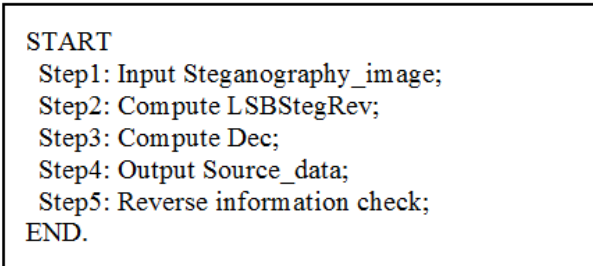 START
Step1: Input Steganography_image;
Step2: Compute LSBStegRev;
Step3: Compute Dec;
Step4: Output Source_data;
Step5: Reverse information check;
END.